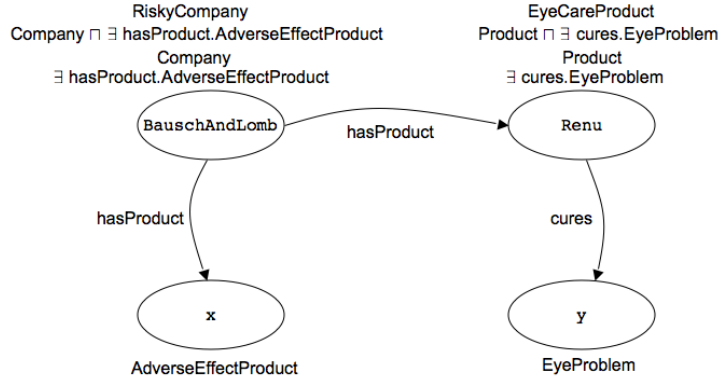 RiskyCompany
Company ⊓ ∃ hasProduct.AdverseEffectProduct
Company
∃ hasProduct.AdverseEffectProduct
EyeCareProduct
Product ⊓ ∃ cures.EyeProblem
Product
∃ cures.EyeProblem
BauschAndLomb
hasProduct
Renu
hasProduct
cures
x
y
AdverseEffectProduct
EyeProblem